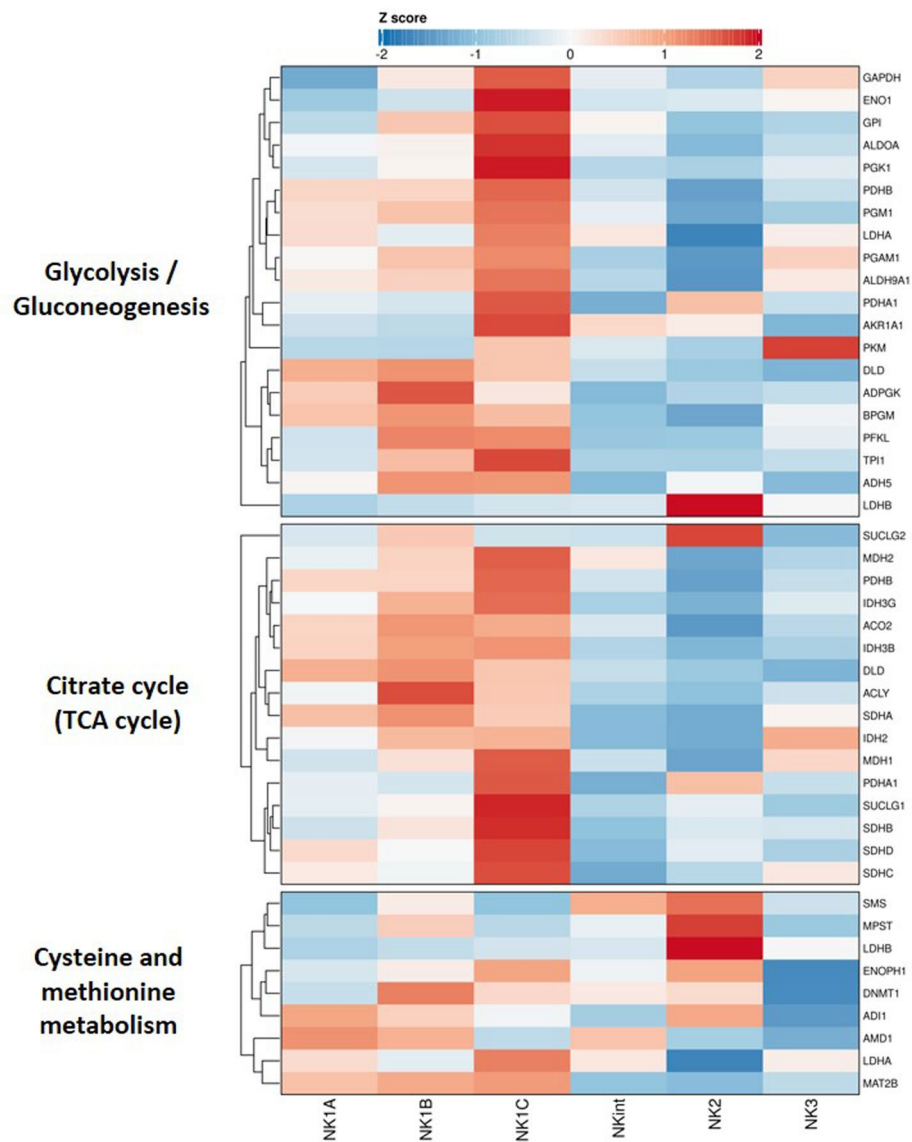 Z score
-2 -1 0 1 2
Glycolysis /
Gluconeogenesis
GAPDH
ENO1
GPI
ALDOA
PGK1
PDHB
PGM1
LDHA
PGAM1
ALDH9A1
PDHA1
AKR1A1
PKM
DLD
ADPGK
BPGM
PFKL
TPI1
ADH5
LDHB
Citrate cycle
(TCA cycle)
SUCLG2
MDH2
PDHB
IDH3G
ACO2
IDH3B
DLD
ACLY
SDHA
IDH2
MDH1
PDHA1
SUCLG1
SDHB
SDHD
SDHC
Cysteine and
methionine
metabolism
SMS
MPST
LDHB
ENOPH1
DNMT1
ADI1
AMD1
LDHA
MAT2B
NK1A NK1B NK1C NKint NK2 NK3